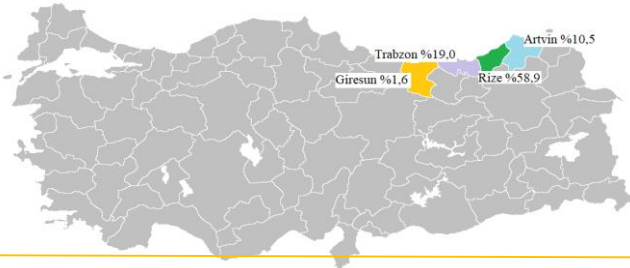 Artvin %10,5
Trabzon %19,0
Giresun %1,6
Rize %58,9